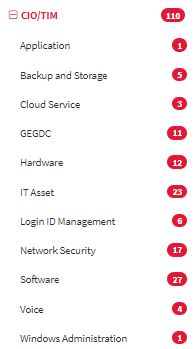 CIO/TIM 110
Application 1
Backup and Storage 5
Cloud Service 3
GEGDC 11
Hardware 12
IT Asset 23
Login ID Management 6
Network Security 17
Software 27
Voice 4
Windows Administration 1